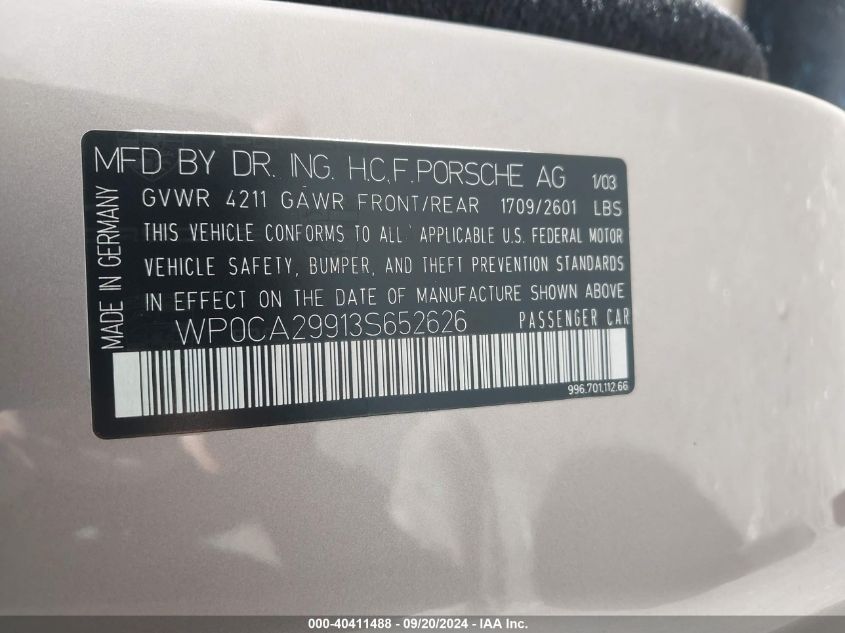 MFD BY DR. ING. H.C.F. PORSCHE AG 1/03
GVWR 4211 GAWR FRONT/REAR 1709/2601 LBS
THIS VEHICLE CONFORMS TO ALL APPLICABLE U.S. FEDERAL MOTOR
VEHICLE SAFETY, BUMPER, AND THEFT PREVENTION STANDARDS
IN EFFECT ON THE DATE OF MANUFACTURE SHOWN ABOVE
WP0CA29913S652626 PASSENGER CAR
996.701.112.66
MADE IN GERMANY
000-40411488 - 09/20/2024 - IAA Inc.